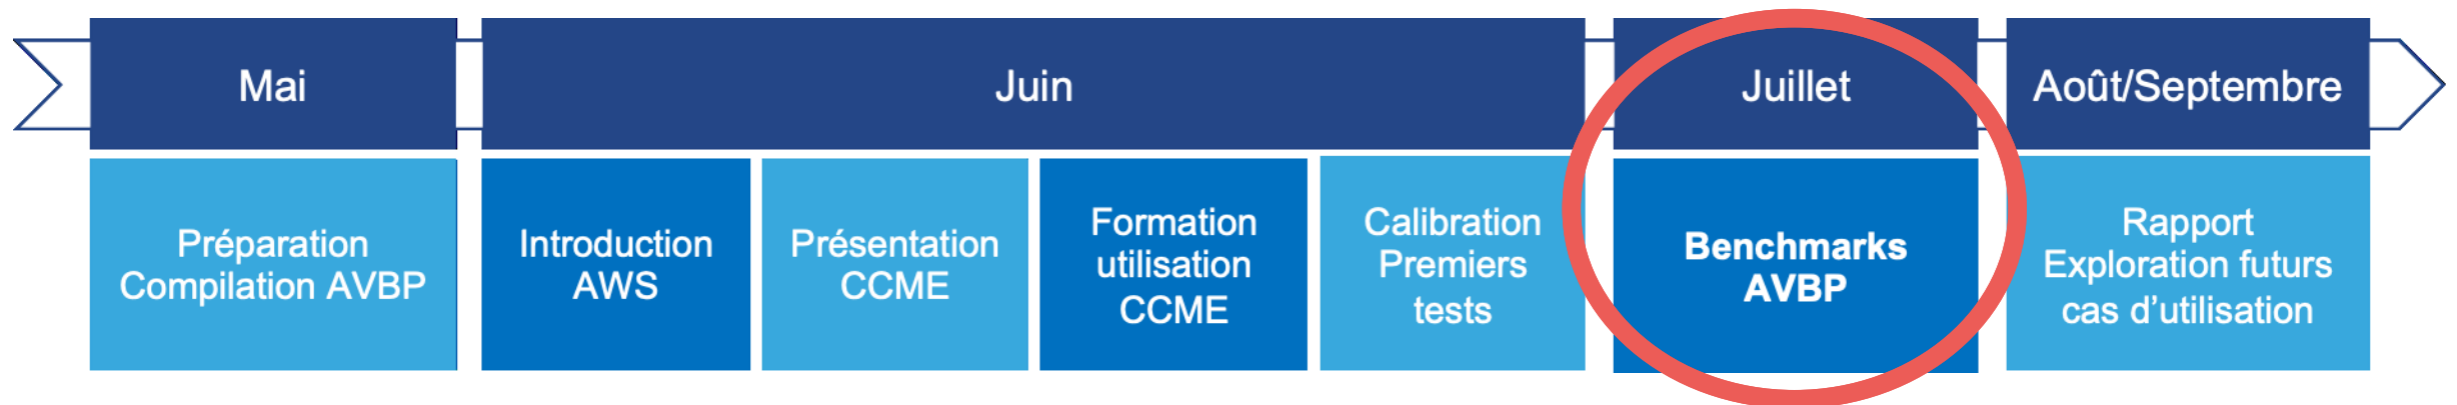 Mai
Juin
Juillet
Août/Septembre
Préparation
Compilation AVBP
Introduction
AWS
Présentation
CCME
Formation
utilisation
CCME
Calibration
Premiers
tests
Benchmarks
AVBP
Rapport
Exploration futurs
cas d’utilisation